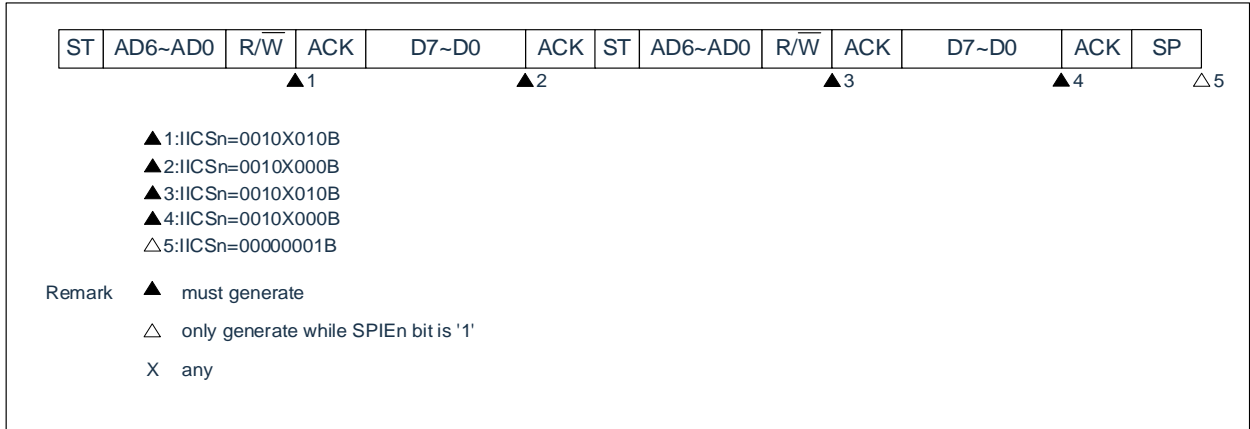 ST AD6~AD0 R/W̅ ACK D7~D0 ACK ST AD6~AD0 R/W̅ ACK D7~D0 ACK SP
▲1 ▲2 ▲3 ▲4 △5
▲1:IICSn=0010X010B
▲2:IICSn=0010X000B
▲3:IICSn=0010X010B
▲4:IICSn=0010X000B
△5:IICSn=00000001B
Remark ▲ must generate
△ only generate while SPIEn bit is '1'
X any